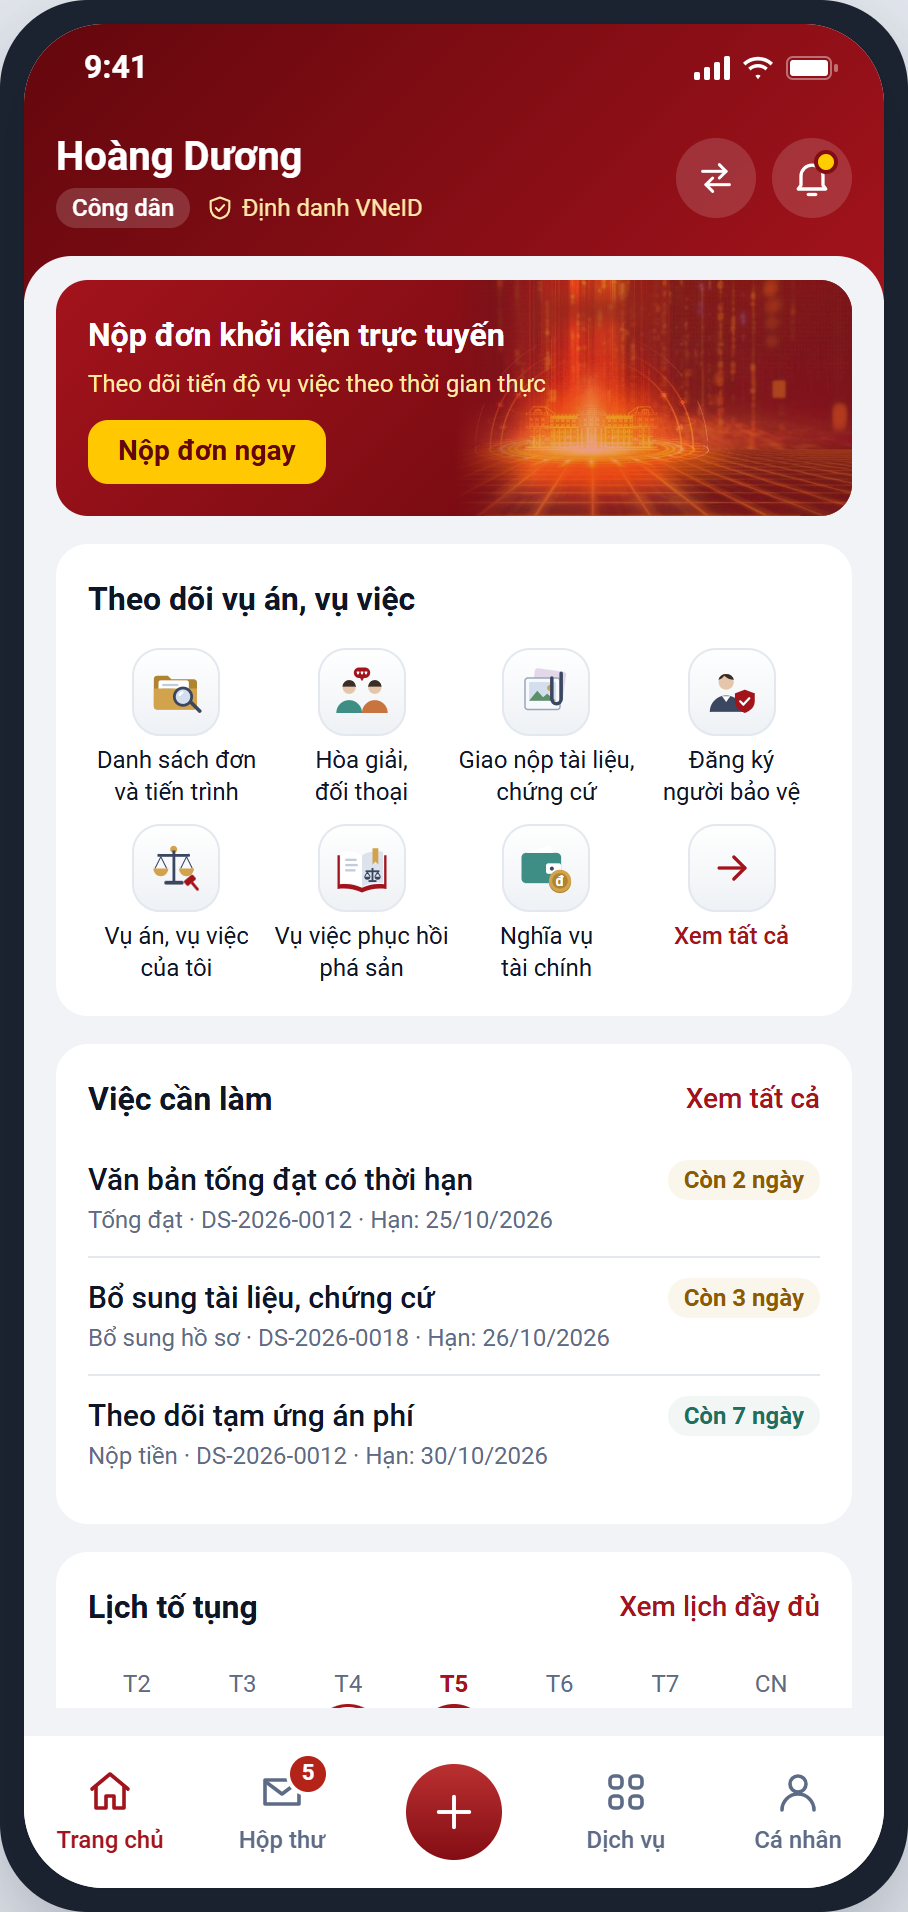 9:41
Hoàng Dương
Công dân
Định danh VNeID
Nộp đơn khởi kiện trực tuyến
Theo dõi tiến độ vụ việc theo thời gian thực
Nộp đơn ngay
Theo dõi vụ án, vụ việc
Danh sách đơn
và tiến trình
Hòa giải,
đối thoại
Giao nộp tài liệu,
chứng cứ
Đăng ký
người bảo vệ
Vụ án, vụ việc
của tôi
Vụ việc phục hồi
phá sản
đ
Nghĩa vụ
tài chính
Xem tất cả
Việc cần làm
Xem tất cả
Văn bản tống đạt có thời hạn
Còn 2 ngày
Tống đạt · DS-2026-0012 · Hạn: 25/10/2026
Bổ sung tài liệu, chứng cứ
Còn 3 ngày
Bổ sung hồ sơ · DS-2026-0018 · Hạn: 26/10/2026
Theo dõi tạm ứng án phí
Còn 7 ngày
Nộp tiền · DS-2026-0012 · Hạn: 30/10/2026
Lịch tố tụng
Xem lịch đầy đủ
T2 T3 T4 T5 T6 T7 CN
Trang chủ
5
Hộp thư
Dịch vụ
Cá nhân